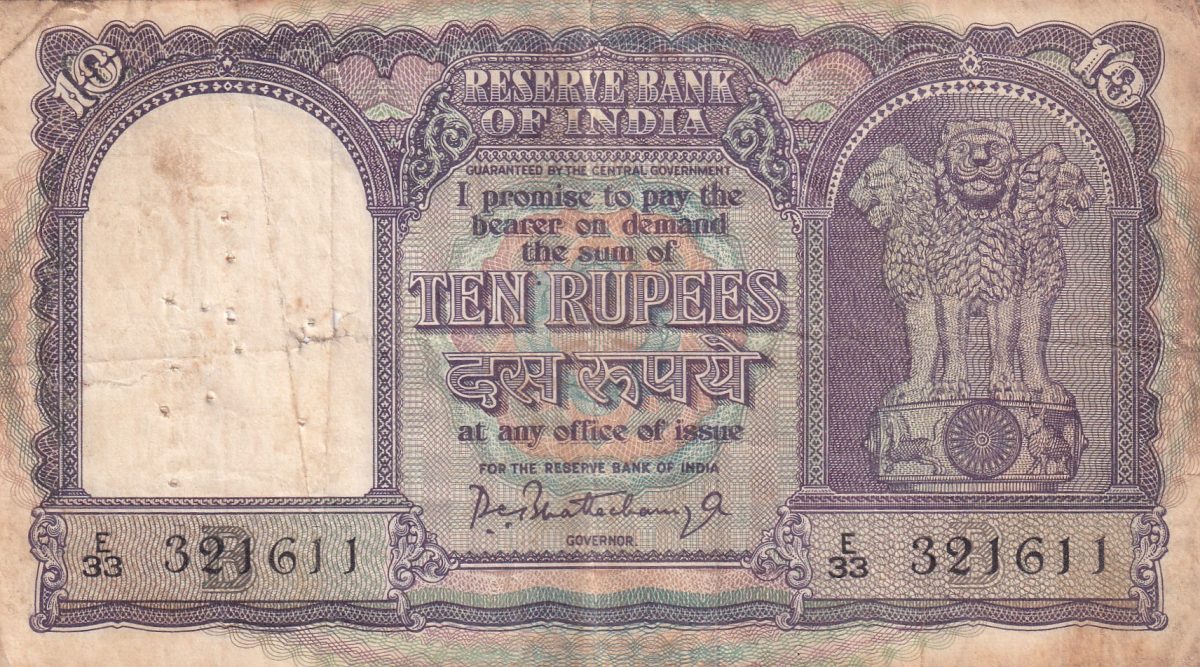 10
10
RESERVE BANK
OF INDIA
GUARANTEED BY THE CENTRAL GOVERNMENT
I promise to pay the
bearer on demand
the sum of
TEN RUPEES
दस रूपये
at any office of issue
FOR THE RESERVE BANK OF INDIA
P.C. Bhattacharyya
GOVERNOR.
E
33
321611
B
E
33
321611
B